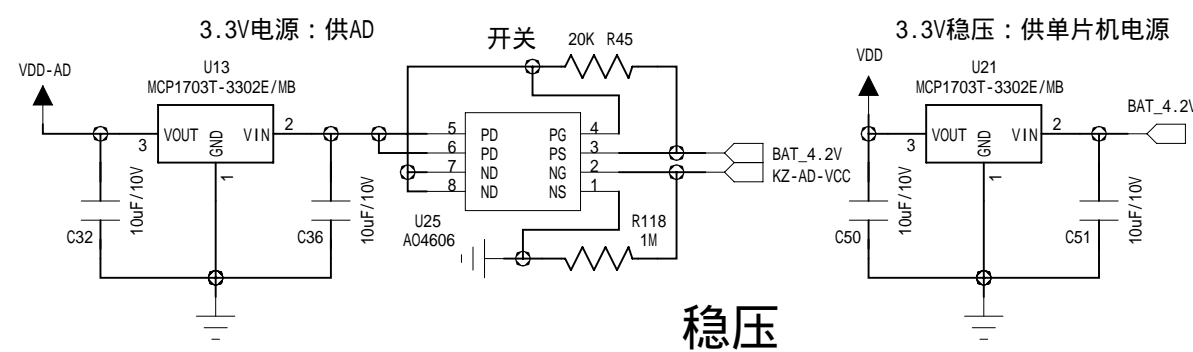 3.3V电源：供AD
开关
20K R45
3.3V稳压：供单片机电源
VDD-AD
U13
MCP1703T-3302E/MB
VDD
U21
MCP1703T-3302E/MB
BAT_4.2V
3 VOUT GND VIN 2
1
5 PD PG 4
6 PD PS 3
7 ND NG 2
8 ND NS 1
BAT_4.2V
KZ-AD-VCC
3 VOUT GND VIN 2
1
C32 10uF/10V
C36 10uF/10V
U25
AO4606
R118
1M
C50 10uF/10V
C51 10uF/10V
稳压